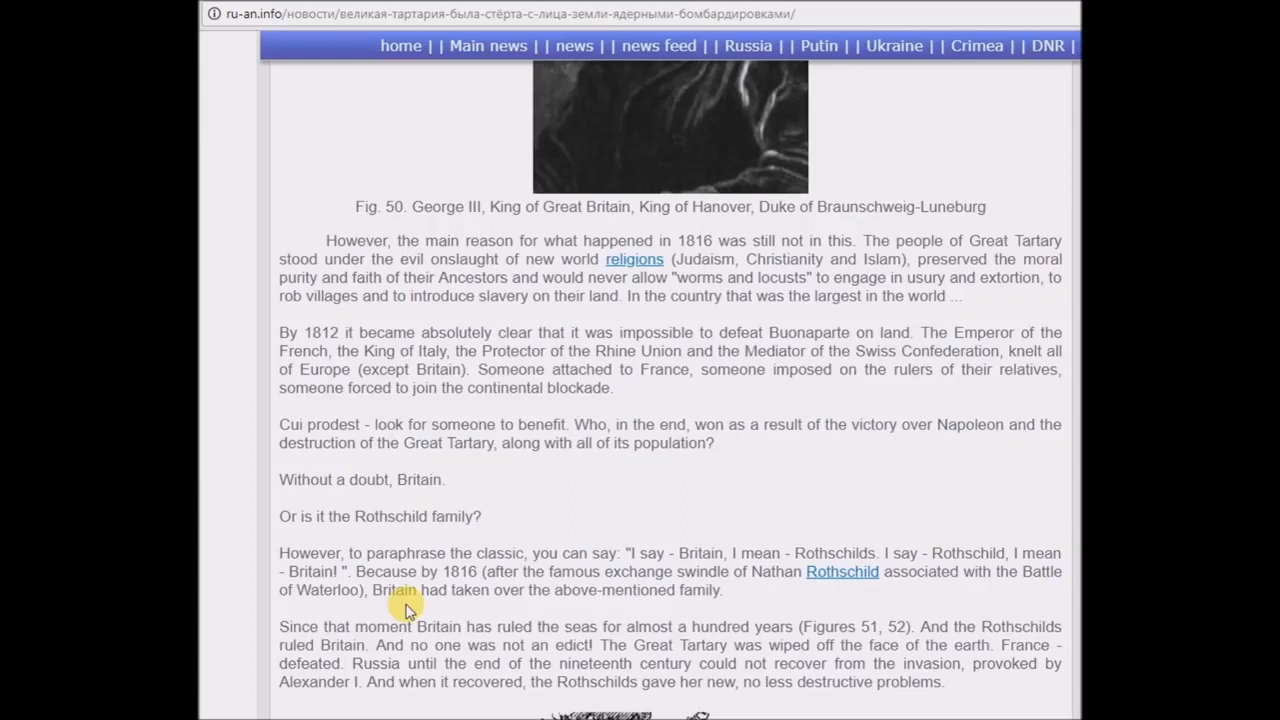 ru-an.info/новости/великая-тартария-была-стёрта-с-лица-земли-ядерными-бомбардировками/
home | | Main news | | news | | news feed | | Russia | | Putin | | Ukraine | | Crimea | | DNR |
Fig. 50. George III, King of Great Britain, King of Hanover, Duke of Braunschweig-Luneburg
However, the main reason for what happened in 1816 was still not in this. The people of Great Tartary
stood under the evil onslaught of new world religions (Judaism, Christianity and Islam), preserved the moral
purity and faith of their Ancestors and would never allow "worms and locusts" to engage in usury and extortion, to
rob villages and to introduce slavery on their land. In the country that was the largest in the world ...
By 1812 it became absolutely clear that it was impossible to defeat Buonaparte on land. The Emperor of the
French, the King of Italy, the Protector of the Rhine Union and the Mediator of the Swiss Confederation, knelt all
of Europe (except Britain). Someone attached to France, someone imposed on the rulers of their relatives,
someone forced to join the continental blockade.
Cui prodest - look for someone to benefit. Who, in the end, won as a result of the victory over Napoleon and the
destruction of the Great Tartary, along with all of its population?
Without a doubt, Britain.
Or is it the Rothschild family?
However, to paraphrase the classic, you can say: "I say - Britain, I mean - Rothschilds. I say - Rothschild, I mean
- Britain! ". Because by 1816 (after the famous exchange swindle of Nathan Rothschild associated with the Battle
of Waterloo), Britain had taken over the above-mentioned family.
Since that moment Britain has ruled the seas for almost a hundred years (Figures 51, 52). And the Rothschilds
ruled Britain. And no one was not an edict! The Great Tartary was wiped off the face of the earth. France -
defeated. Russia until the end of the nineteenth century could not recover from the invasion, provoked by
Alexander I. And when it recovered, the Rothschilds gave her new, no less destructive problems.